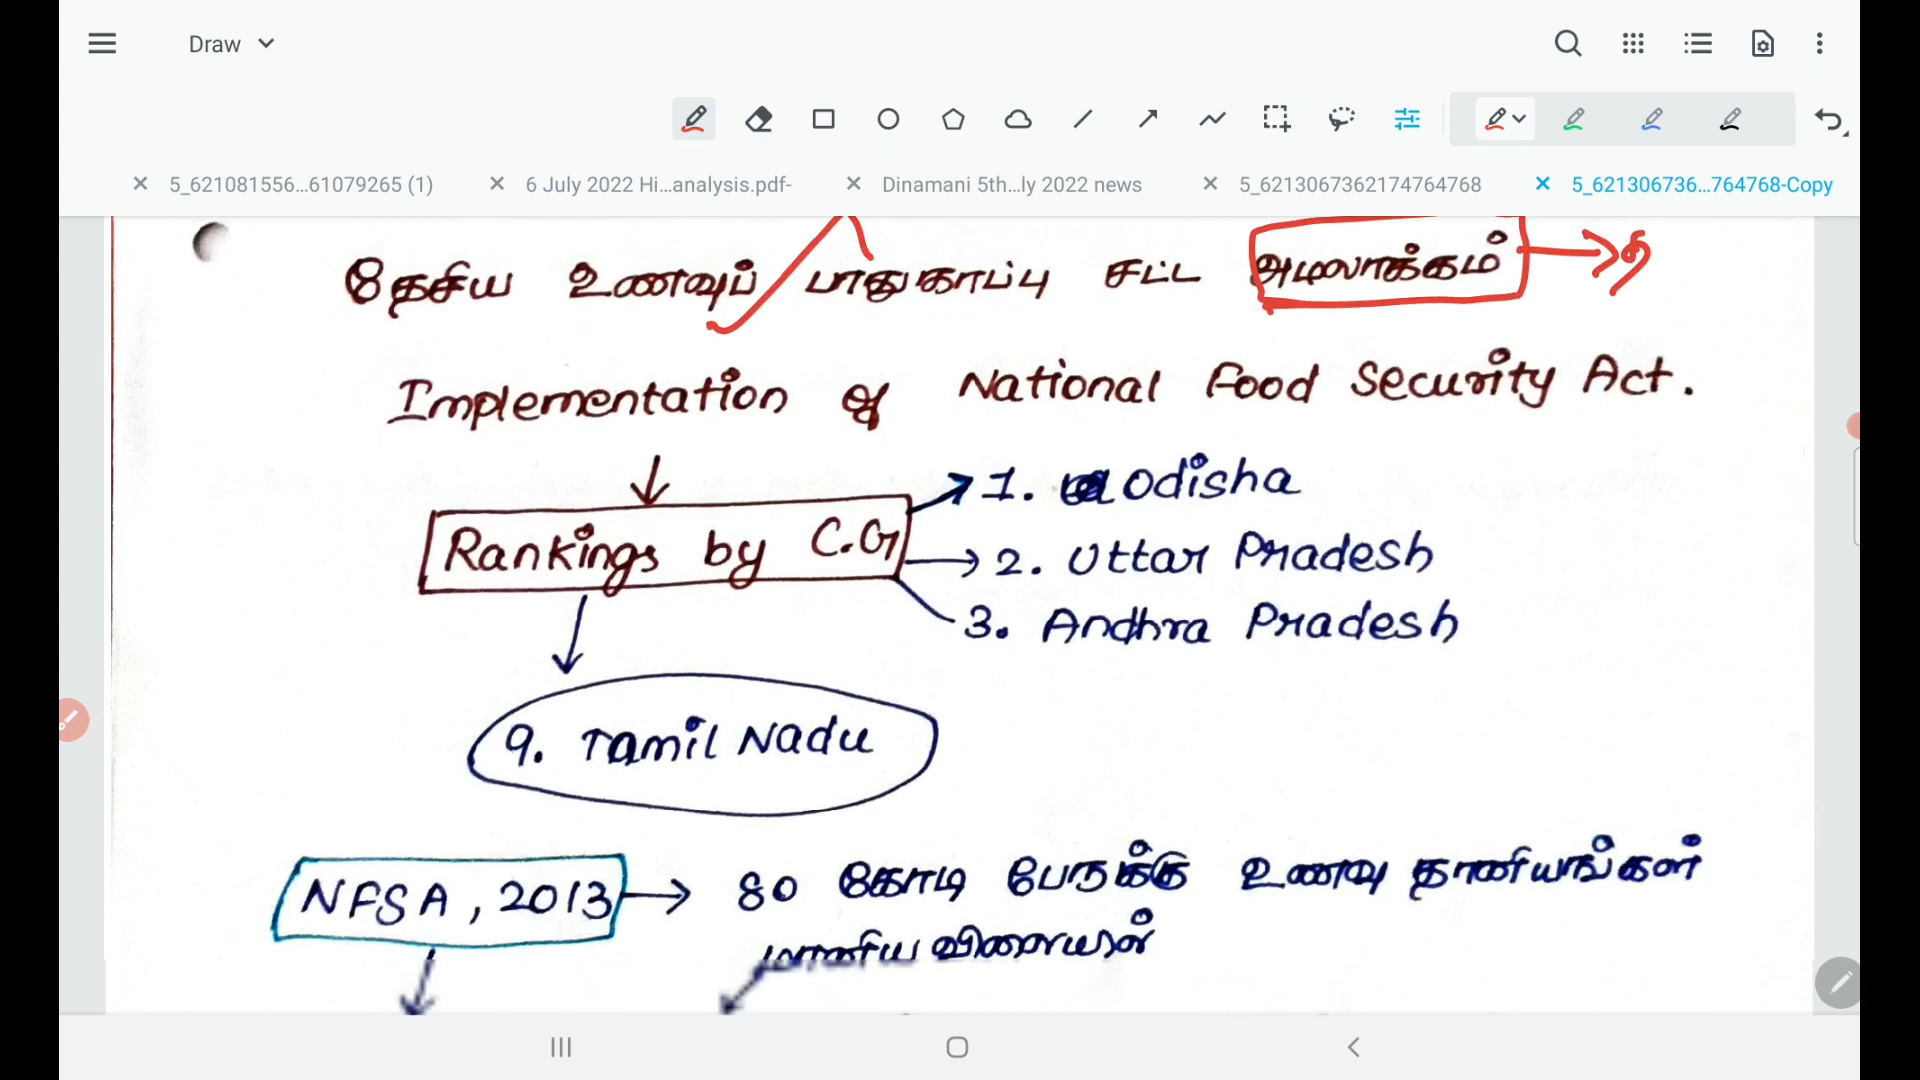 Draw
5_621081556...61079265 (1)
6 July 2022 Hi...analysis.pdf-
Dinamani 5th...ly 2022 news
5_6213067362174764768
5_621306736...764768-Copy
தேசிய உணவுப் பாதுகாப்பு சட்ட அமலாக்கம்
Implementation of National Food Security Act.
Rankings by C.G
1. Odisha
2. Uttar Pradesh
3. Andhra Pradesh
9. Tamil Nadu
NFSA, 2013
80 கோடி பேருக்கு உணவு தானியங்கள்
மானிய விலையில்